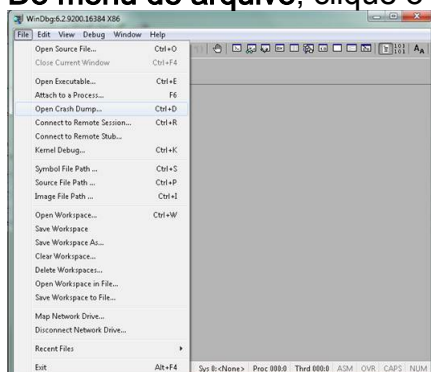 De menu de arquivo, clique e
WinDbg:6.2.9200.16384 X86
File Edit View Debug Window Help
Open Source File... Ctrl+O
Close Current Window Ctrl+F4
Open Executable... Ctrl+E
Attach to a Process... F6
Open Crash Dump... Ctrl+D
Connect to Remote Session... Ctrl+R
Connect to Remote Stub...
Kernel Debug... Ctrl+K
Symbol File Path ... Ctrl+S
Source File Path ... Ctrl+P
Image File Path ... Ctrl+I
Open Workspace... Ctrl+W
Save Workspace
Save Workspace As...
Clear Workspace...
Delete Workspaces...
Open Workspace in File...
Save Workspace to File...
Map Network Drive...
Disconnect Network Drive...
Recent Files
Exit Alt+F4
Sys 0:<None> Proc 000:0 Thrd 000:0 ASM OVR CAPS NUM